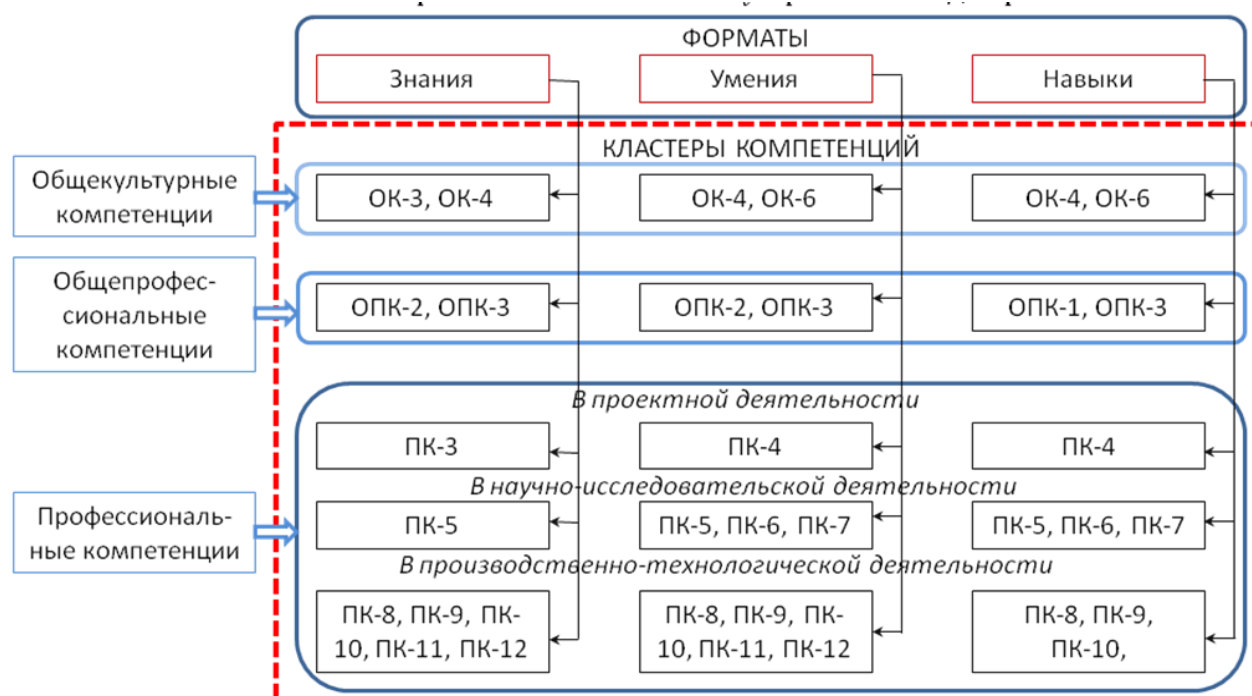 ФОРМАТЫ
Знания
Умения
Навыки
КЛАСТЕРЫ КОМПЕТЕНЦИЙ
Общекультурные
компетенции
ОК-3, ОК-4
ОК-4, ОК-6
ОК-4, ОК-6
Общепрофес-
сиональные
компетенции
ОПК-2, ОПК-3
ОПК-2, ОПК-3
ОПК-1, ОПК-3
Профессиональ-
ные компетенции
В проектной деятельности
ПК-3
ПК-4
ПК-4
В научно-исследовательской деятельности
ПК-5
ПК-5, ПК-6, ПК-7
ПК-5, ПК-6, ПК-7
В производственно-технологической деятельности
ПК-8, ПК-9, ПК-
10, ПК-11, ПК-12
ПК-8, ПК-9, ПК-
10, ПК-11, ПК-12
ПК-8, ПК-9,
ПК-10,